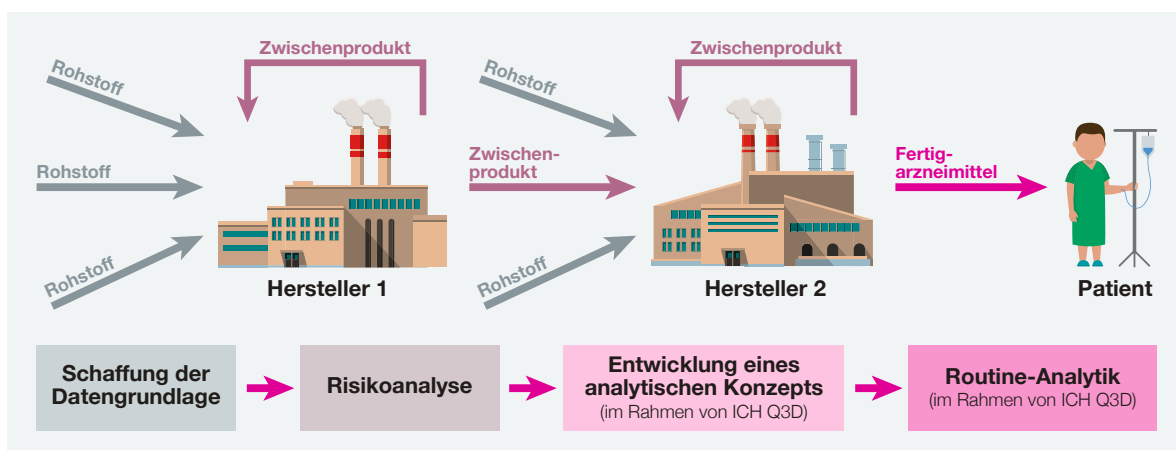 Zwischenprodukt
Zwischenprodukt
Rohstoff
Rohstoff
Rohstoff
Zwischen-
produkt
Fertig-
arzneimittel
Rohstoff
Rohstoff
Hersteller 1
Hersteller 2
Patient
Schaffung der
Datengrundlage
Risikoanalyse
Entwicklung eines
analytischen Konzepts
(im Rahmen von ICH Q3D)
Routine-Analytik
(im Rahmen von ICH Q3D)